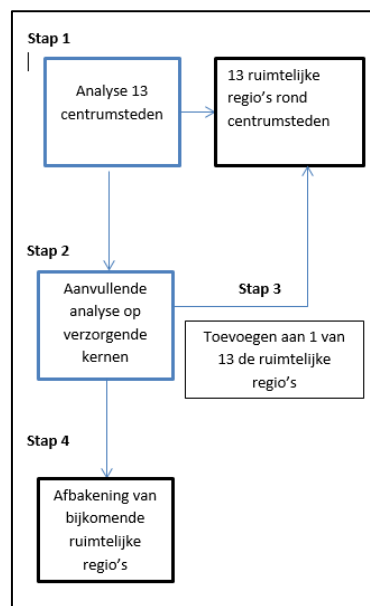 Stap 1
Analyse 13
centrumsteden
13 ruimtelijke
regio's rond
centrumsteden
Stap 2
Aanvullende
analyse op
verzorgende
kernen
Stap 3
Toevoegen aan 1 van
13 de ruimtelijke
regio's
Stap 4
Afbakening van
bijkomende
ruimtelijke
regio's